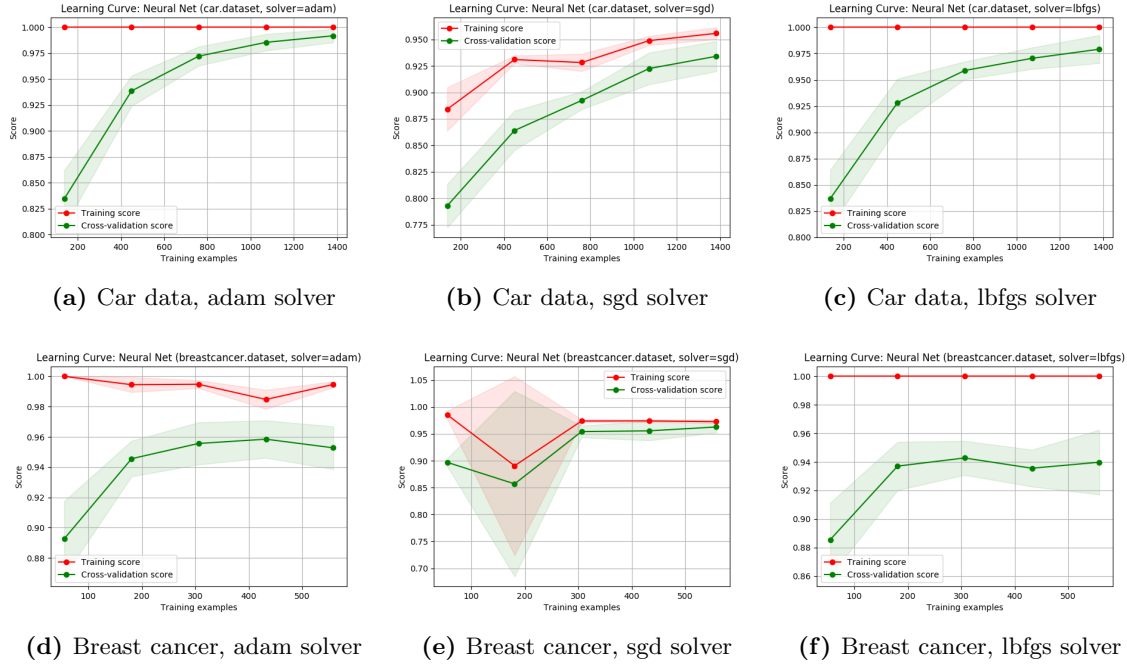 Learning Curve: Neural Net (car.dataset, solver=adam)
1.000
0.975
0.950
0.925
0.900
0.875
0.850
0.825
0.800
Score
Training score
Cross-validation score
200 400 600 800 1000 1200 1400
Training examples
(a) Car data, adam solver
Learning Curve: Neural Net (car.dataset, solver=sgd)
Training score
Cross-validation score
0.950
0.925
0.900
0.875
0.850
0.825
0.800
0.775
Score
200 400 600 800 1000 1200 1400
Training examples
(b) Car data, sgd solver
Learning Curve: Neural Net (car.dataset, solver=lbfgs)
1.000
0.975
0.950
0.925
0.900
0.875
0.850
0.825
0.800
Score
Training score
Cross-validation score
200 400 600 800 1000 1200 1400
Training examples
(c) Car data, lbfgs solver
Learning Curve: Neural Net (breastcancer.dataset, solver=adam)
1.00
0.98
0.96
0.94
0.92
0.90
0.88
Score
Training score
Cross-validation score
100 200 300 400 500
Training examples
(d) Breast cancer, adam solver
Learning Curve: Neural Net (breastcancer.dataset, solver=sgd)
Training score
Cross-validation score
1.05
1.00
0.95
0.90
0.85
0.80
0.75
0.70
Score
100 200 300 400 500
Training examples
(e) Breast cancer, sgd solver
Learning Curve: Neural Net (breastcancer.dataset, solver=lbfgs)
1.00
0.98
0.96
0.94
0.92
0.90
0.88
0.86
Score
Training score
Cross-validation score
100 200 300 400 500
Training examples
(f) Breast cancer, lbfgs solver